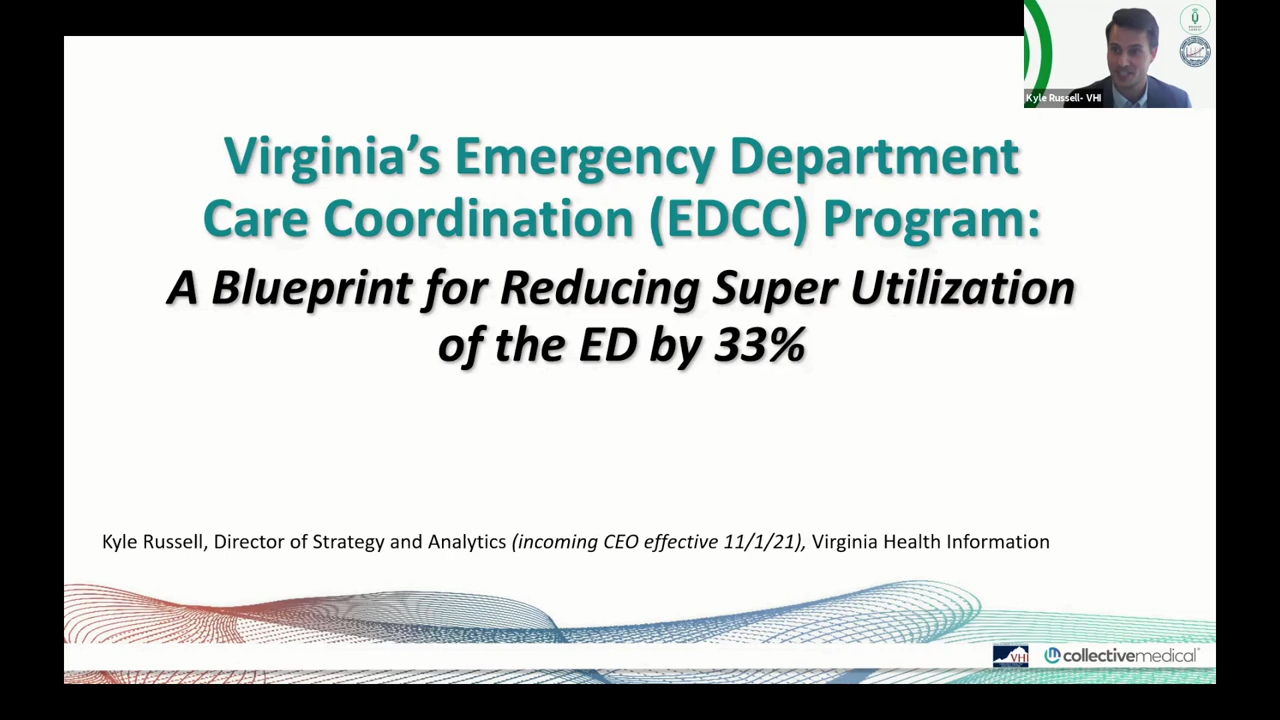 Kyle Russell- VHI
Virginia’s Emergency Department
Care Coordination (EDCC) Program:
A Blueprint for Reducing Super Utilization
of the ED by 33%
Kyle Russell, Director of Strategy and Analytics (incoming CEO effective 11/1/21), Virginia Health Information
VHI
collectivemedical